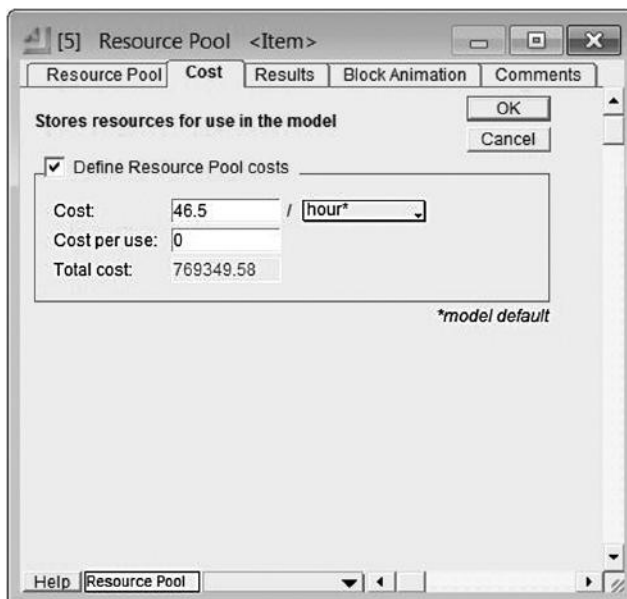 [5] Resource Pool <Item>
Resource Pool Cost Results Block Animation Comments
Stores resources for use in the model
OK
Cancel
Define Resource Pool costs
Cost: 46.5 / hour*
Cost per use: 0
Total cost: 769349.58
*model default
Help Resource Pool